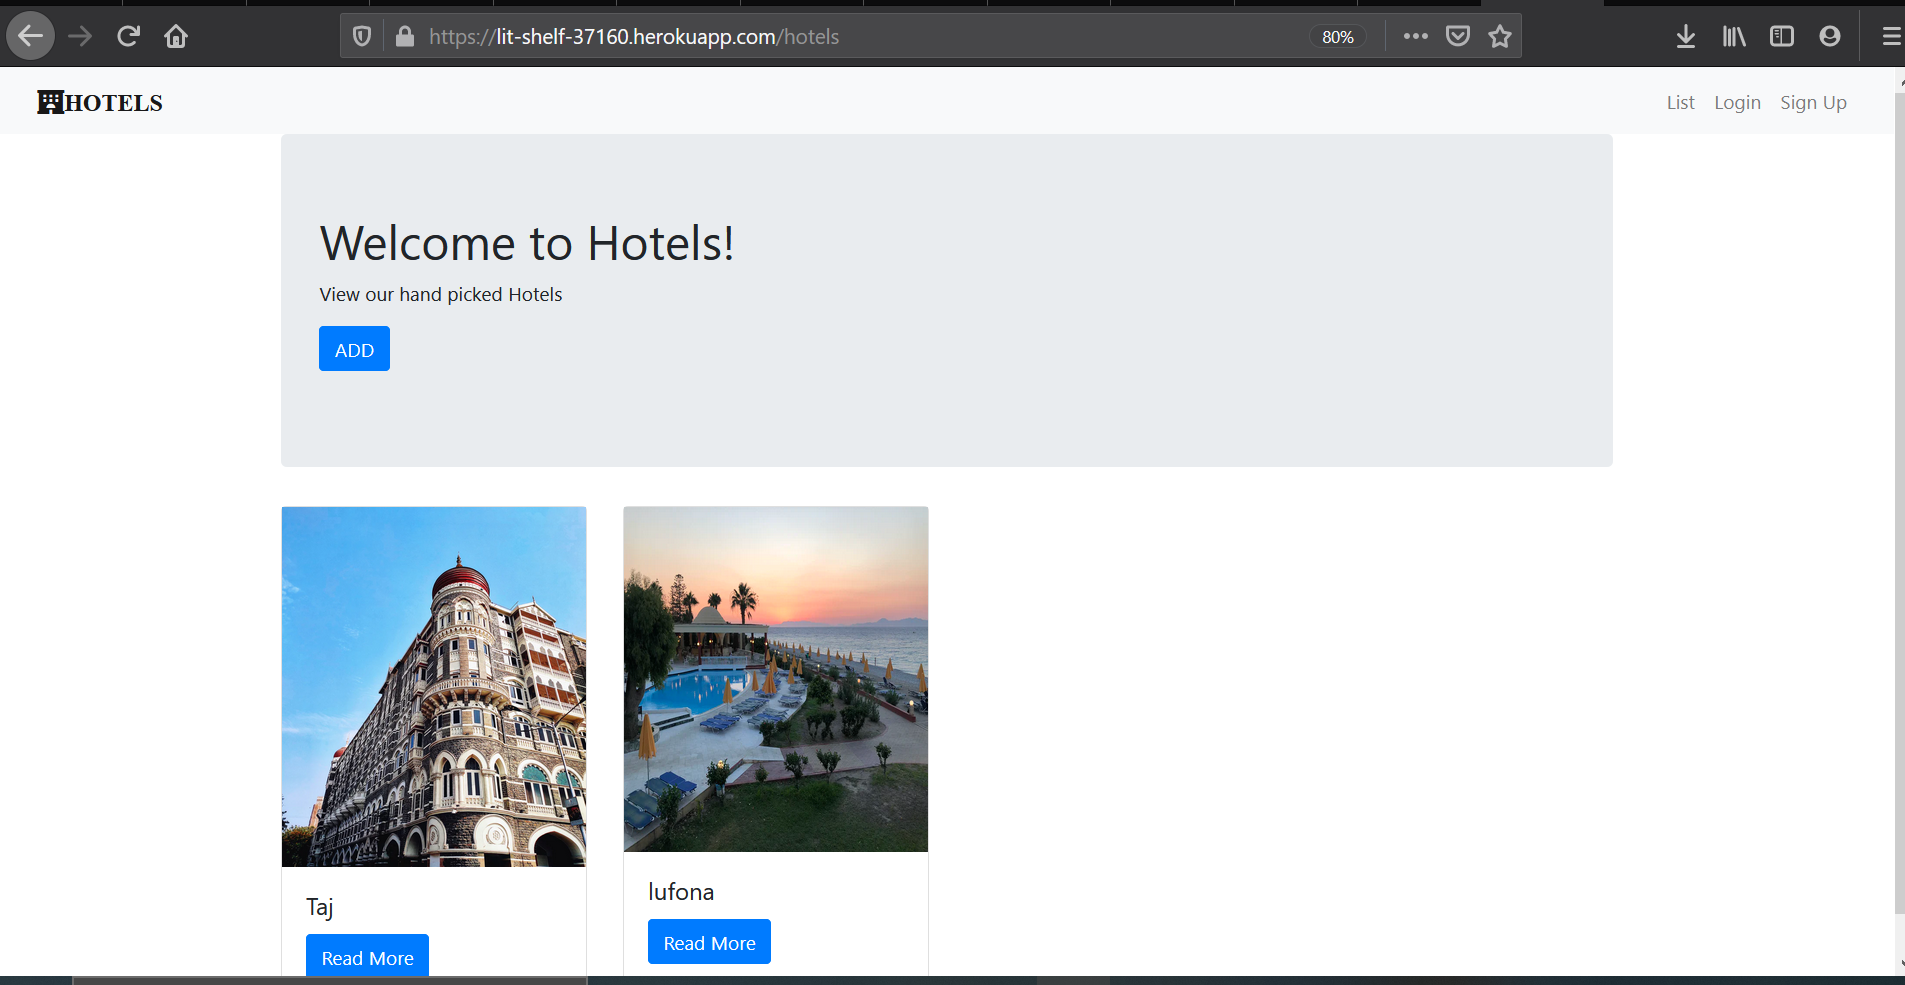 https://lit-shelf-37160.herokuapp.com/hotels
80%
HOTELS
List Login Sign Up
Welcome to Hotels!
View our hand picked Hotels
ADD
Taj
Read More
lufona
Read More